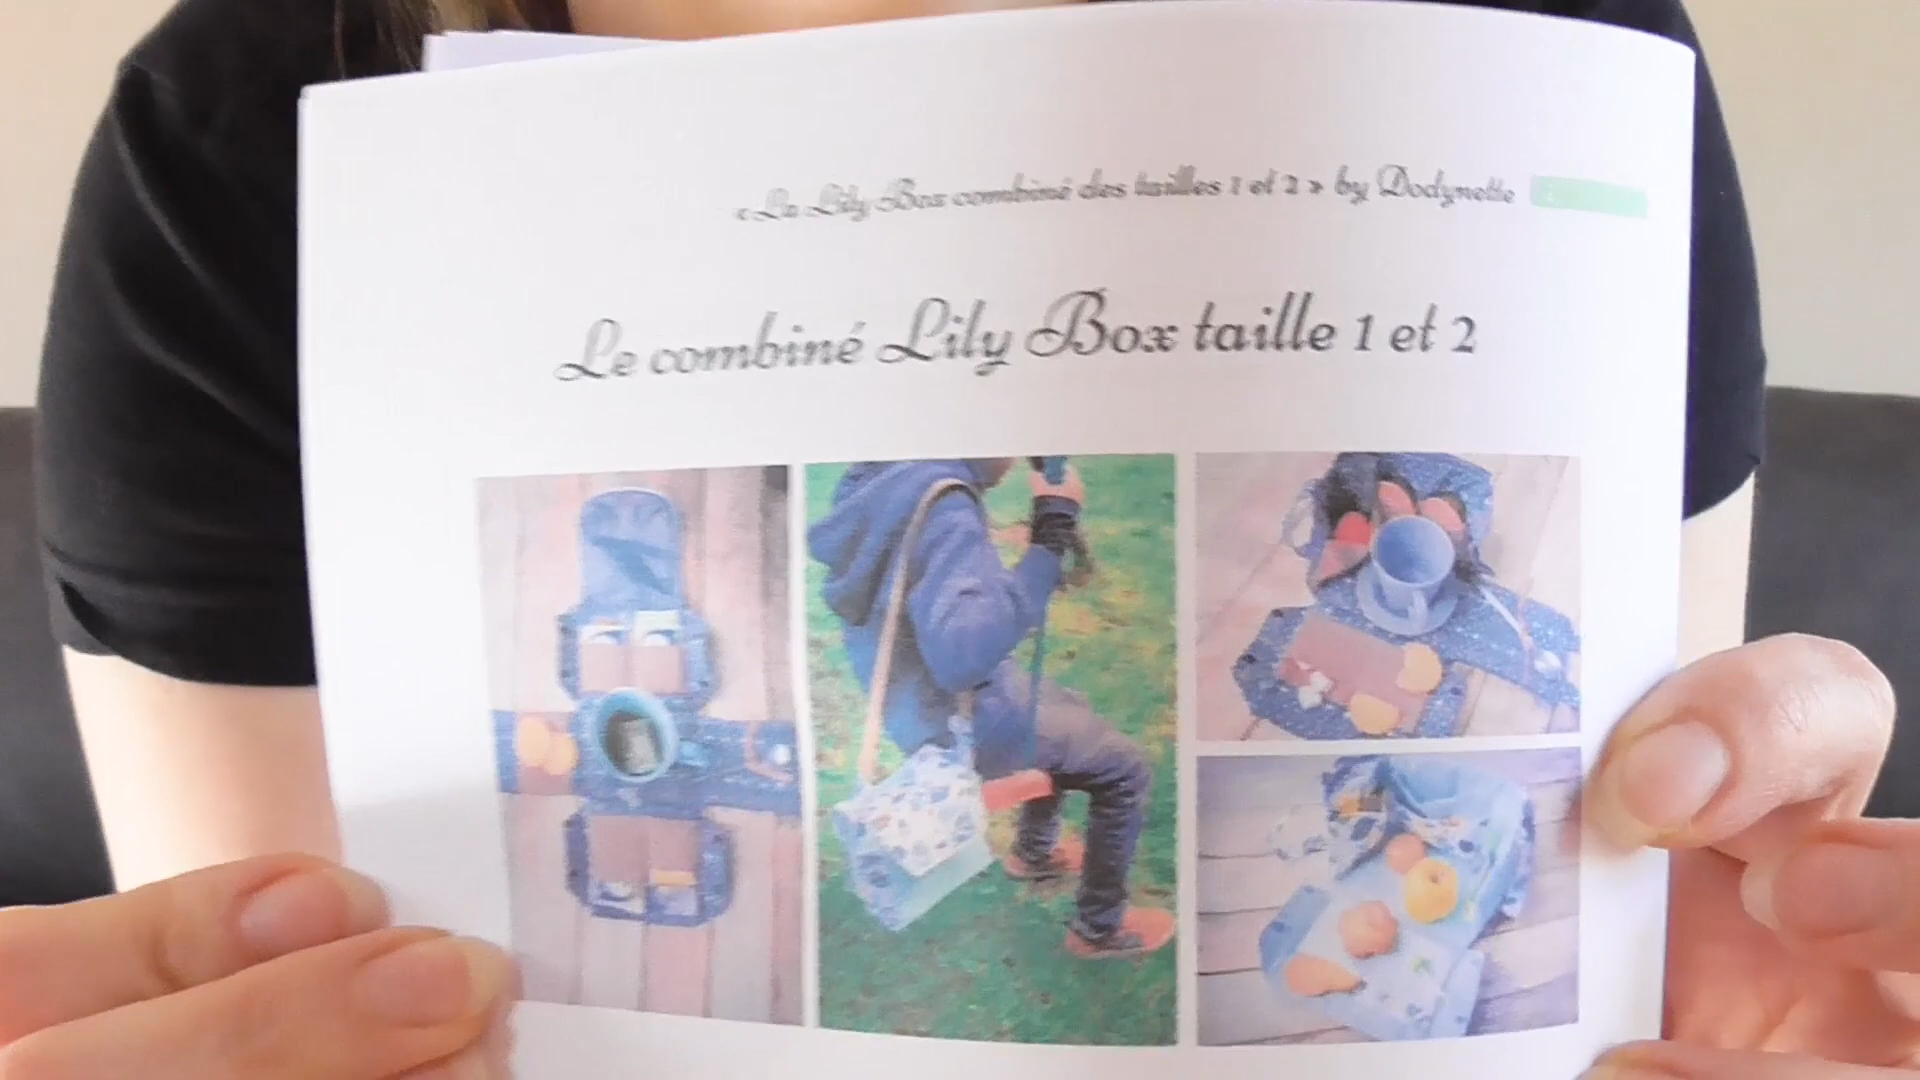 « La Lily Box combiné des tailles 1 et 2 » by Dodynette
Le combiné Lily Box taille 1 et 2